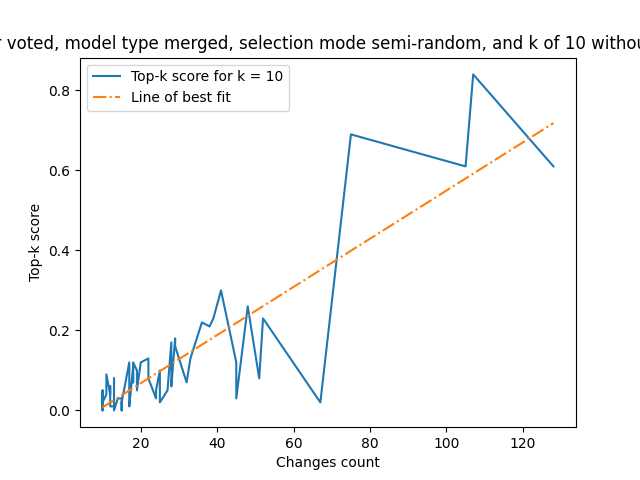 r voted, model type merged, selection mode semi-random, and k of 10 withou
Top-k score for k = 10
Line of best fit
0.8
0.6
0.4
0.2
0.0
Top-k score
20 40 60 80 100 120
Changes count